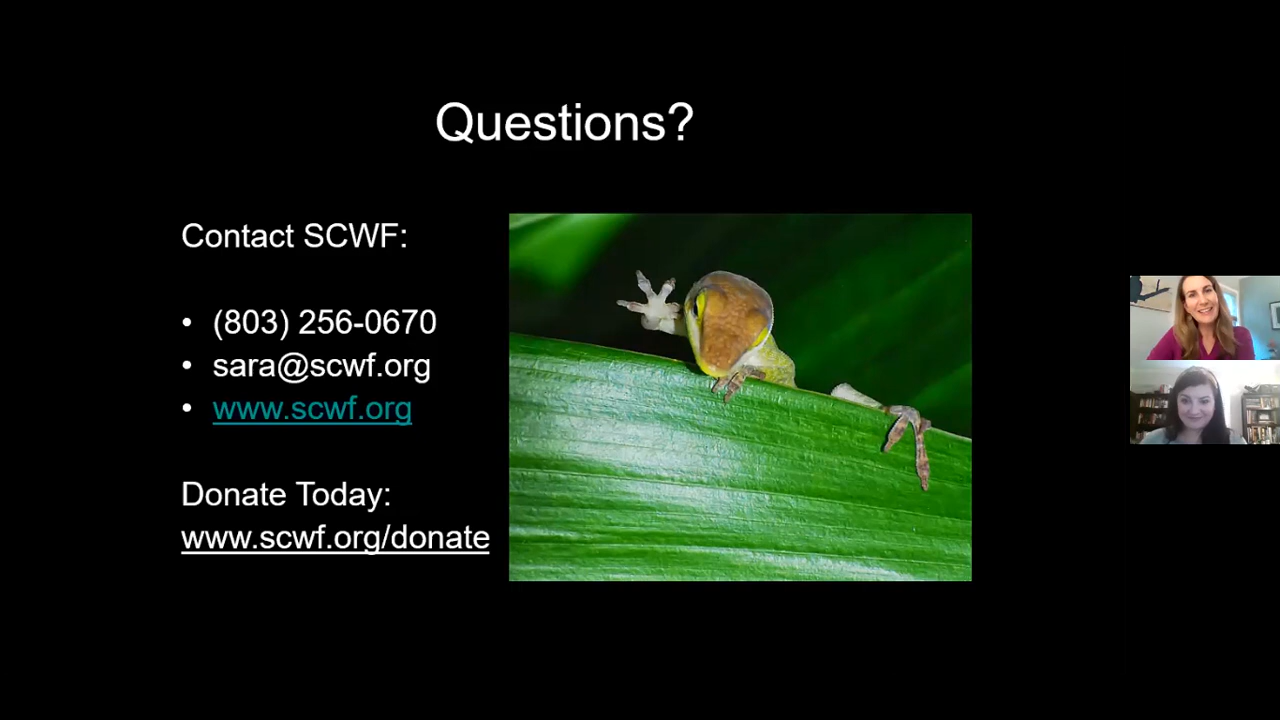 Questions?
Contact SCWF:
• (803) 256-0670
• sara@scwf.org
• www.scwf.org
Donate Today:
www.scwf.org/donate